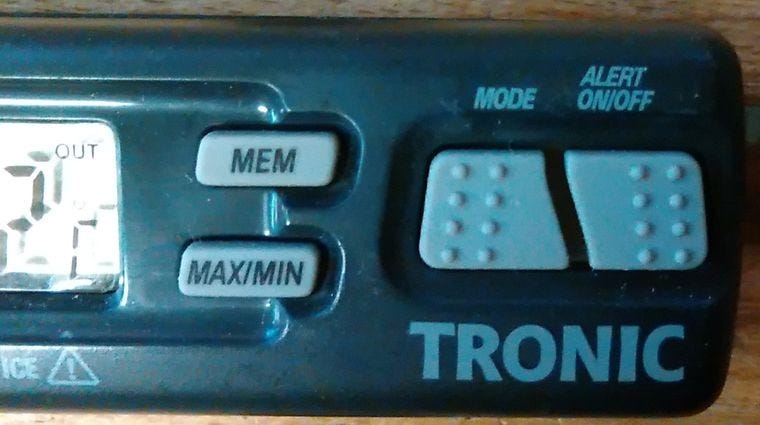 MODE
ALERT
ON/OFF
OUT
MEM
MAX/MIN
TRONIC
ICE